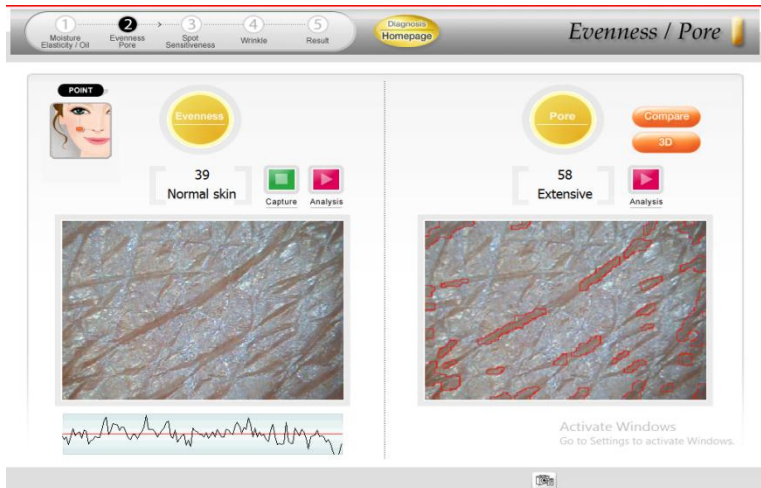 1
2
3
4
5
Moisture
Elasticity / Oil
Evenness
Pore
Spot
Sensitiveness
Wrinkle
Result
Diagnosis
Homepage
Evenness / Pore
POINT
Evenness
39
Normal skin
Capture
Analysis
Pore
Compare
3D
58
Extensive
Analysis
Activate Windows
Go to Settings to activate Windows.